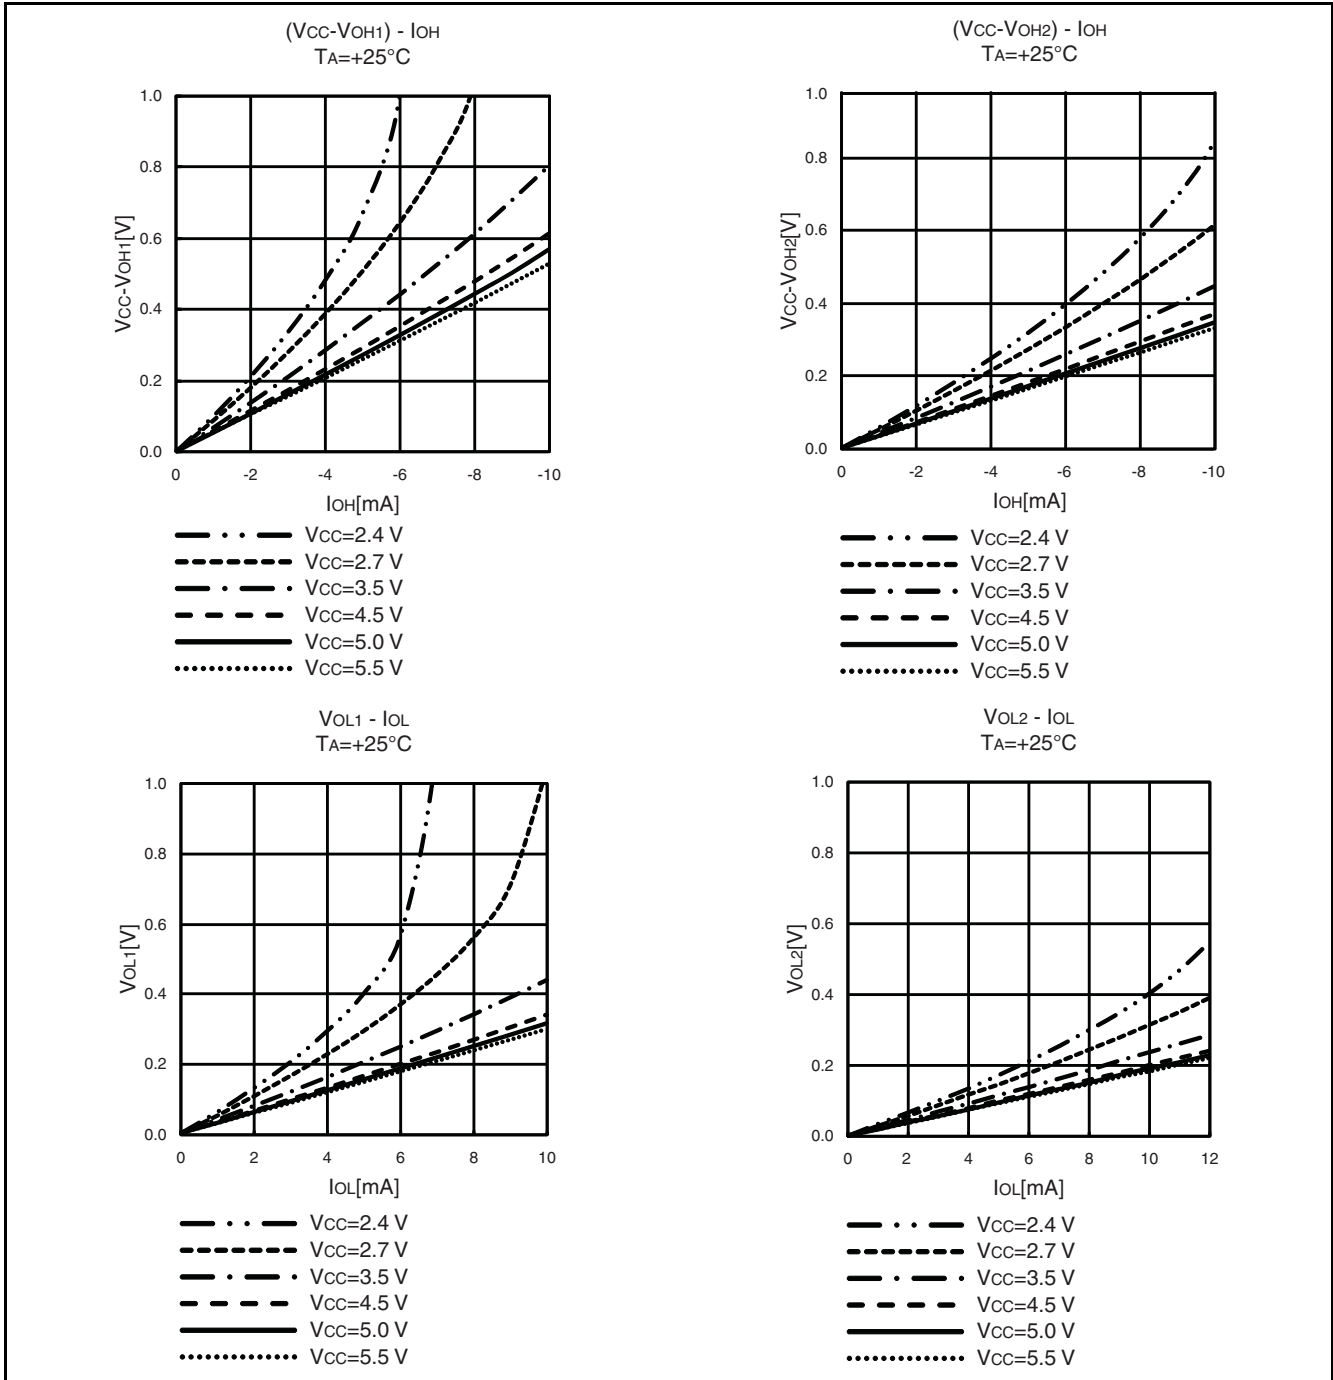 (VCC-VOH1) - IOH
TA=+25°C
1.0
0.8
0.6
0.4
0.2
0.0
VCC-VOH1[V]
0 -2 -4 -6 -8 -10
IOH[mA]
VCC=2.4 V
VCC=2.7 V
VCC=3.5 V
VCC=4.5 V
VCC=5.0 V
VCC=5.5 V
(VCC-VOH2) - IOH
TA=+25°C
1.0
0.8
0.6
0.4
0.2
0.0
VCC-VOH2[V]
0 -2 -4 -6 -8 -10
IOH[mA]
VCC=2.4 V
VCC=2.7 V
VCC=3.5 V
VCC=4.5 V
VCC=5.0 V
VCC=5.5 V
VOL1 - IOL
TA=+25°C
1.0
0.8
0.6
0.4
0.2
0.0
VOL1[V]
0 2 4 6 8 10
IOL[mA]
VCC=2.4 V
VCC=2.7 V
VCC=3.5 V
VCC=4.5 V
VCC=5.0 V
VCC=5.5 V
VOL2 - IOL
TA=+25°C
1.0
0.8
0.6
0.4
0.2
0.0
VOL2[V]
0 2 4 6 8 10 12
IOL[mA]
VCC=2.4 V
VCC=2.7 V
VCC=3.5 V
VCC=4.5 V
VCC=5.0 V
VCC=5.5 V